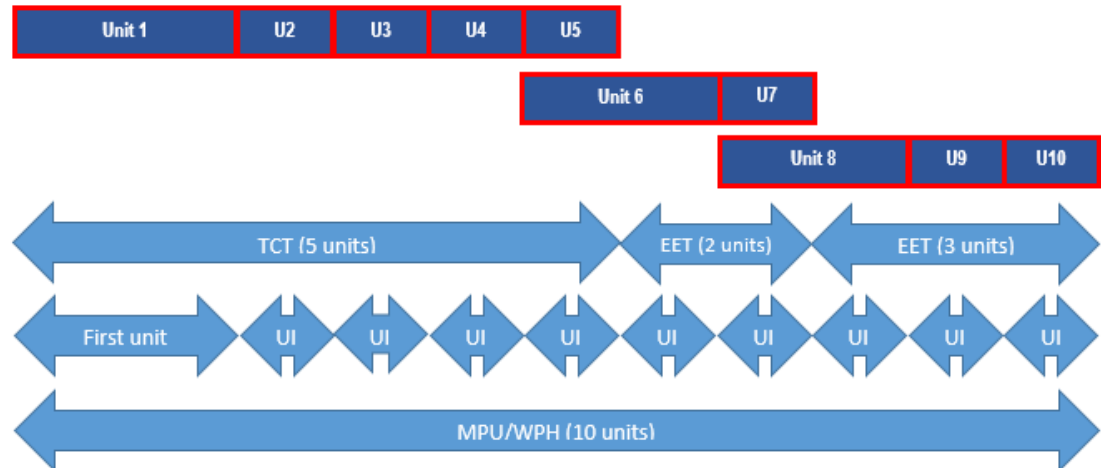 Unit 1 U2 U3 U4 U5
Unit 6 U7
Unit 8 U9 U10
TCT (5 units) EET (2 units) EET (3 units)
First unit UI UI UI UI UI UI UI UI UI
MPU/WPH (10 units)